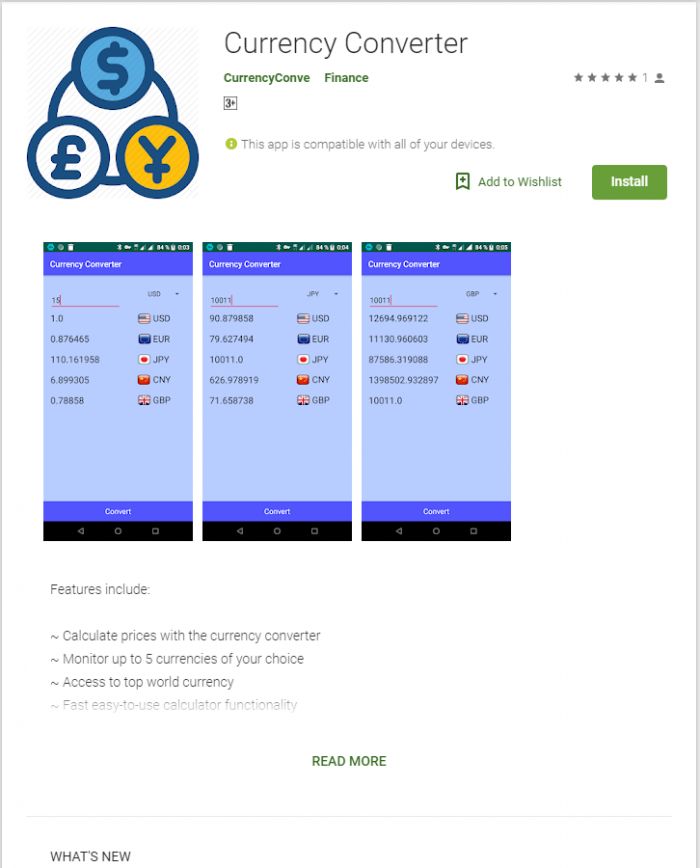 Currency Converter
CurrencyConve Finance
1
3+
This app is compatible with all of your devices.
Add to Wishlist
Install
84 % 0:03
Currency Converter
15 USD
1.0 USD
0.876465 EUR
110.161958 JPY
6.899305 CNY
0.78858 GBP
Convert
84 % 0:04
Currency Converter
10011 JPY
90.879858 USD
79.627494 EUR
10011.0 JPY
626.978919 CNY
71.658738 GBP
Convert
84 % 0:05
Currency Converter
10011 GBP
12694.969122 USD
11130.960603 EUR
87586.319088 JPY
1398502.932897 CNY
10011.0 GBP
Convert
Features include:
~ Calculate prices with the currency converter
~ Monitor up to 5 currencies of your choice
~ Access to top world currency
~ Fast easy-to-use calculator functionality
READ MORE
WHAT'S NEW